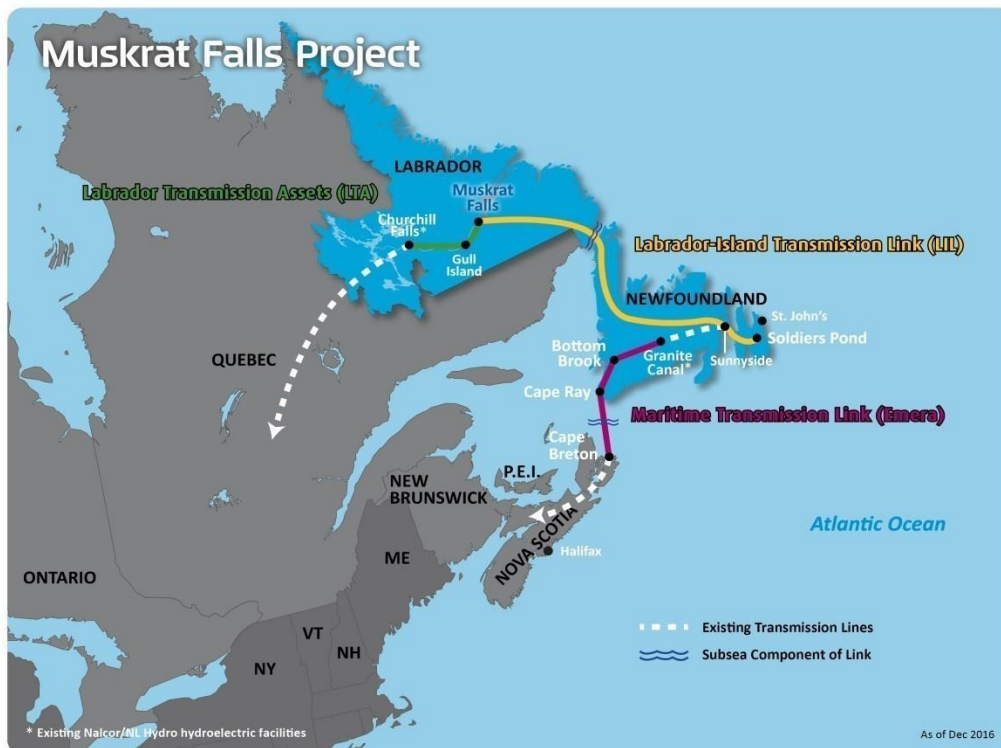 Muskrat Falls Project
LABRADOR
Labrador Transmission Assets (LTA)
Muskrat
Falls
Churchill
Falls*
Gull
Island
Labrador-Island Transmission Link (LIL)
NEWFOUNDLAND
St. John's
Soldiers Pond
Sunnyside
Bottom
Brook
Granite
Canal*
QUEBEC
Cape Ray
Maritime Transmission Link (Emera)
Cape
Breton
P.E.I.
NEW
BRUNSWICK
NOVA SCOTIA
Halifax
Atlantic Ocean
ME
ONTARIO
VT
NH
NY
Existing Transmission Lines
Subsea Component of Link
* Existing Nalcor/NL Hydro hydroelectric facilities
As of Dec 2016